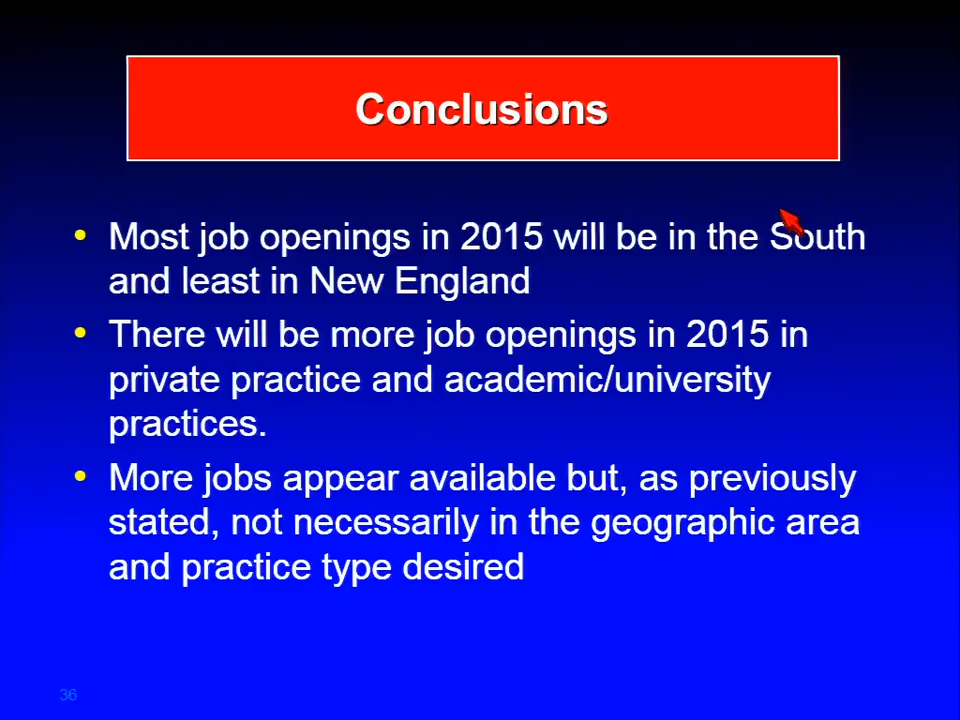 Conclusions
• Most job openings in 2015 will be in the South
and least in New England
• There will be more job openings in 2015 in
private practice and academic/university
practices.
• More jobs appear available but, as previously
stated, not necessarily in the geographic area
and practice type desired
36